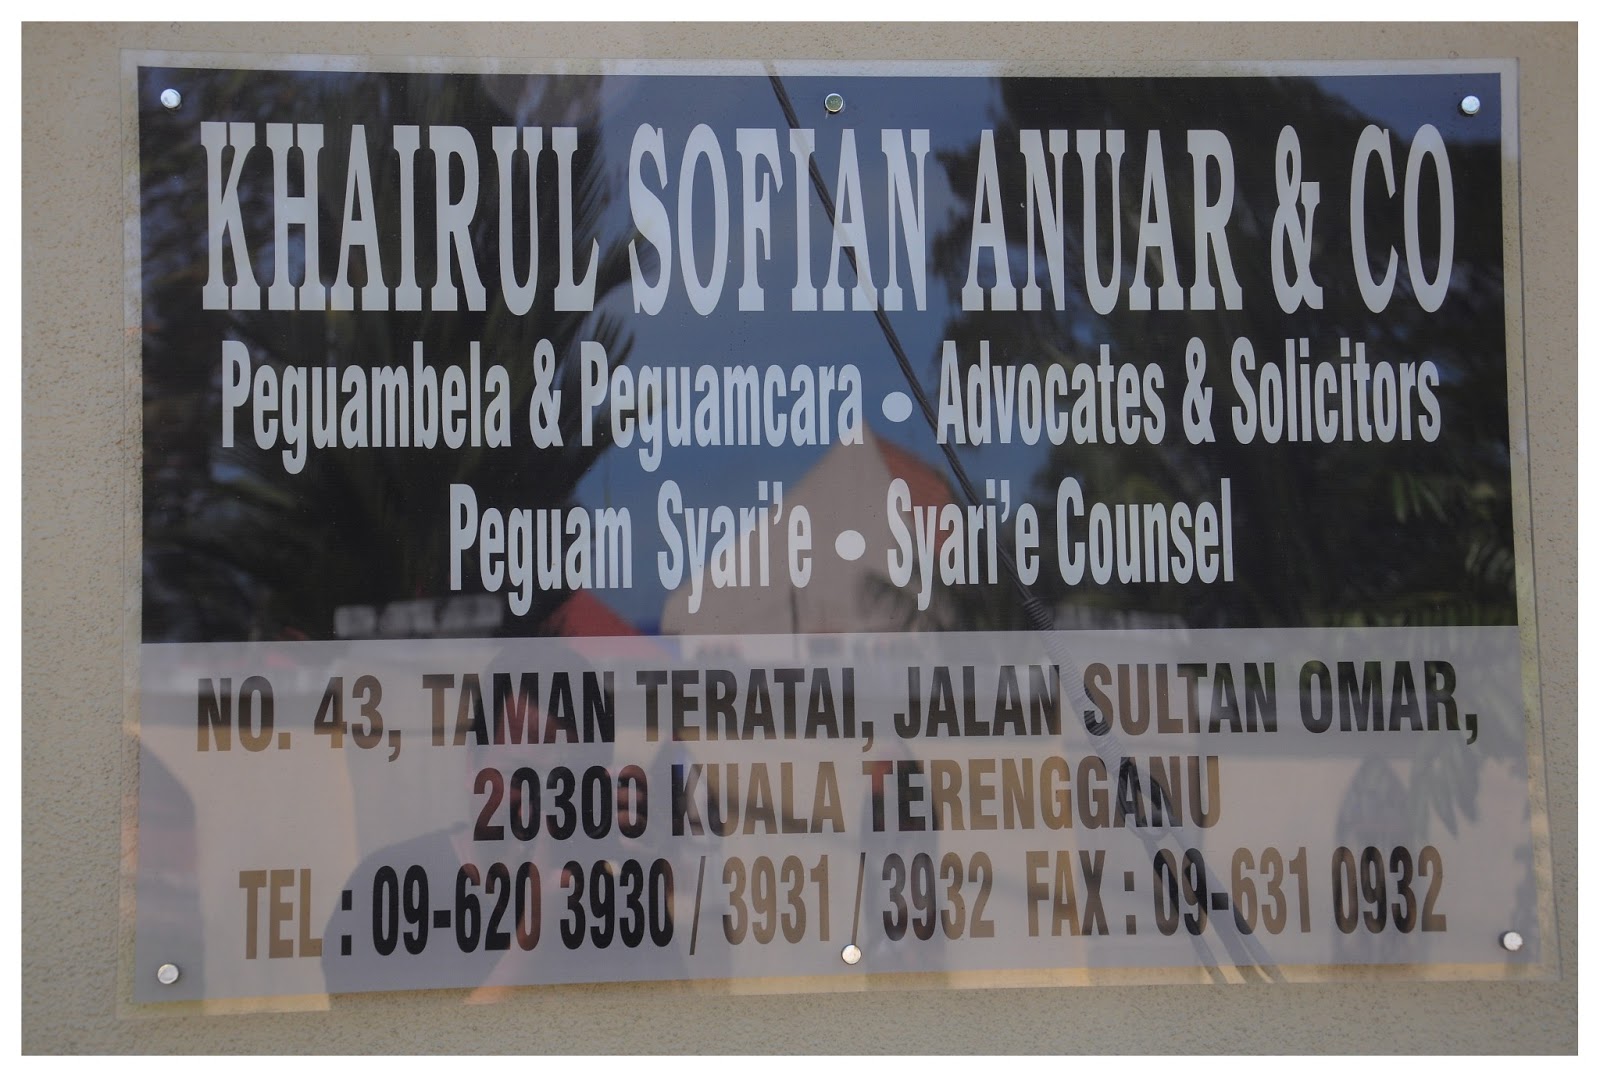 KHAIRUL SOFIAN ANUAR & CO
Peguambela & Peguamcara • Advocates & Solicitors
Peguam Syari'e • Syari'e Counsel
NO. 43, TAMAN TERATAI, JALAN SULTAN OMAR,
20300 KUALA TERENGGANU
TEL : 09-620 3930 / 3931 / 3932 FAX : 09-631 0932